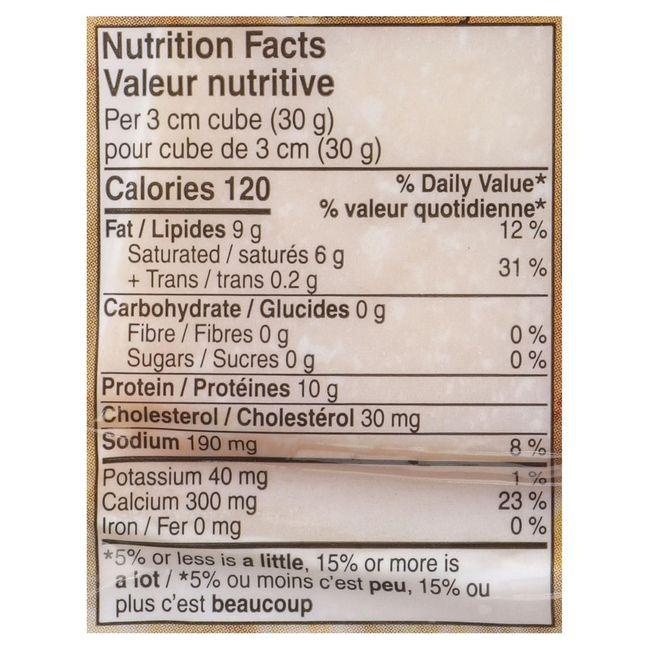 Nutrition Facts
Valeur nutritive
Per 3 cm cube (30 g)
pour cube de 3 cm (30 g)
Calories 120
% Daily Value*
% valeur quotidienne*
Fat / Lipides 9 g 12 %
Saturated / saturés 6 g
+ Trans / trans 0.2 g 31 %
Carbohydrate / Glucides 0 g
Fibre / Fibres 0 g 0 %
Sugars / Sucres 0 g 0 %
Protein / Protéines 10 g
Cholesterol / Cholestérol 30 mg
Sodium 190 mg 8 %
Potassium 40 mg 1 %
Calcium 300 mg 23 %
Iron / Fer 0 mg 0 %
*5% or less is a little, 15% or more is
a lot / *5% ou moins c'est peu, 15% ou
plus c'est beaucoup